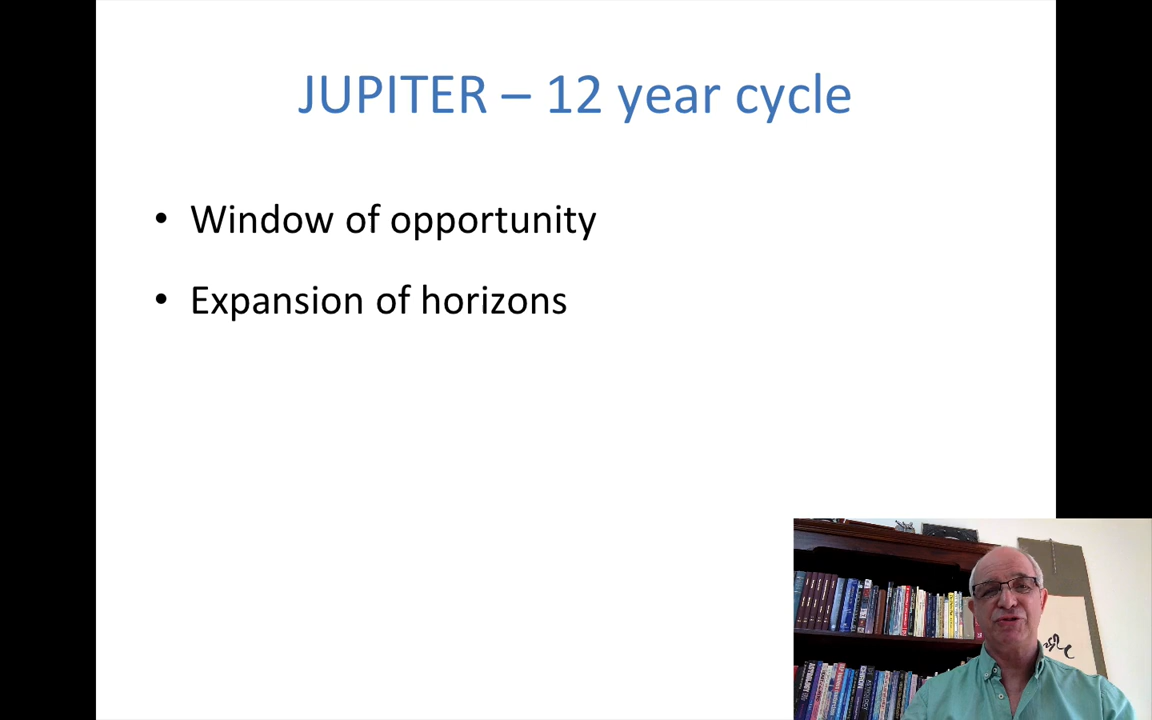 JUPITER – 12 year cycle
• Window of opportunity
• Expansion of horizons